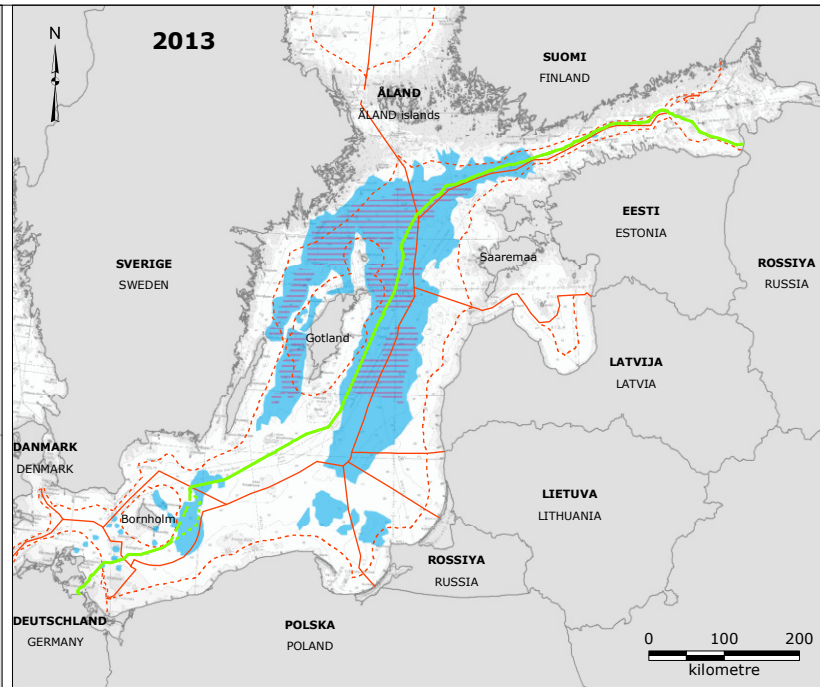 2013
N
SUOMI
FINLAND
ÅLAND
ÅLAND islands
EESTI
ESTONIA
SVERIGE
SWEDEN
Saaremaa
ROSSIYA
RUSSIA
Gotland
LATVIJA
LATVIA
DANMARK
DENMARK
LIETUVA
LITHUANIA
Bornholm
ROSSIYA
RUSSIA
DEUTSCHLAND
GERMANY
POLSKA
POLAND
0 100 200
kilometre